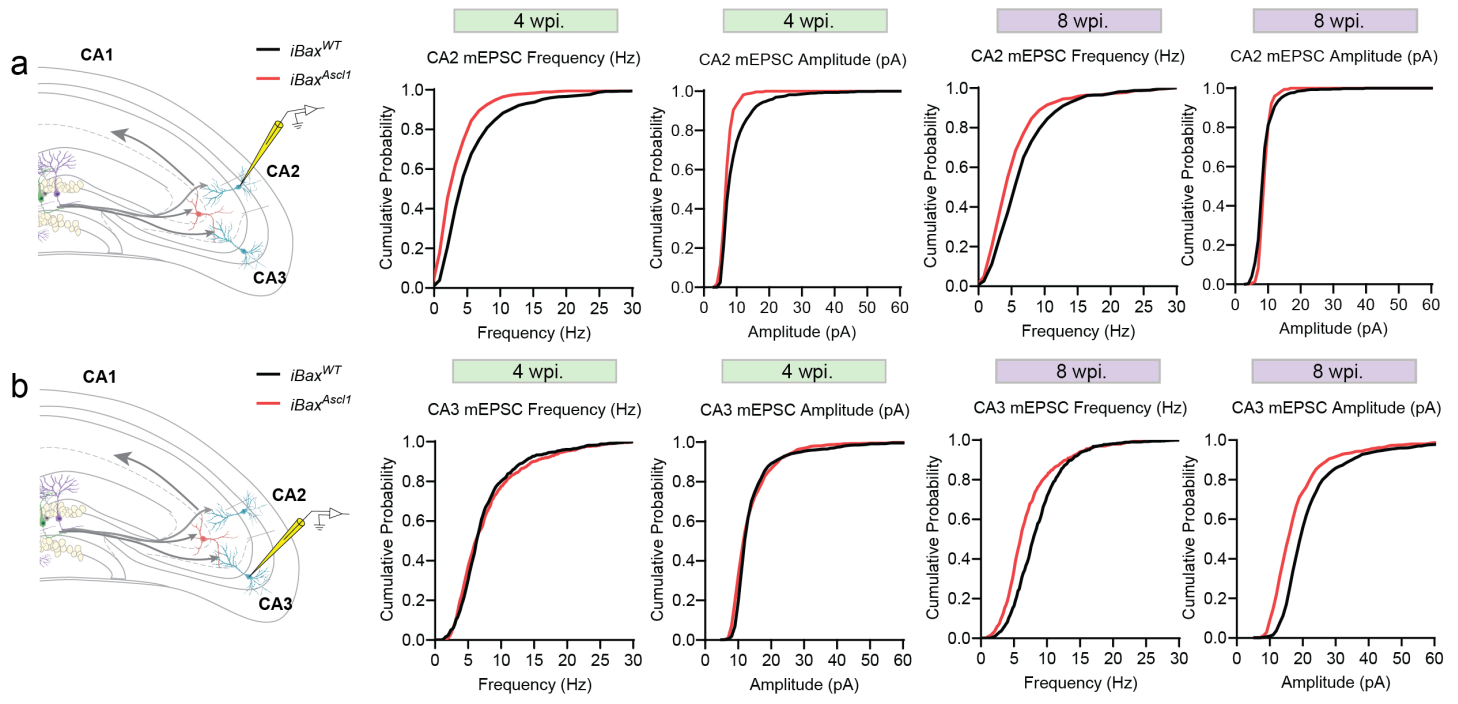 a
CA1
iBax^WT
iBax^Ascl1
CA2
CA3
4 wpi.
CA2 mEPSC Frequency (Hz)
Cumulative Probability
1.0
0.8
0.6
0.4
0.2
0.0
0 5 10 15 20 25 30
Frequency (Hz)
4 wpi.
CA2 mEPSC Amplitude (pA)
Cumulative Probability
1.0
0.8
0.6
0.4
0.2
0.0
0 10 20 30 40 50 60
Amplitude (pA)
8 wpi.
CA2 mEPSC Frequency (Hz)
Cumulative Probability
1.0
0.8
0.6
0.4
0.2
0.0
0 5 10 15 20 25 30
Frequency (Hz)
8 wpi.
CA2 mEPSC Amplitude (pA)
Cumulative Probability
1.0
0.8
0.6
0.4
0.2
0.0
0 10 20 30 40 50 60
Amplitude (pA)
b
CA1
iBax^WT
iBax^Ascl1
CA2
CA3
4 wpi.
CA3 mEPSC Frequency (Hz)
Cumulative Probability
1.0
0.8
0.6
0.4
0.2
0.0
0 5 10 15 20 25 30
Frequency (Hz)
4 wpi.
CA3 mEPSC Amplitude (pA)
Cumulative Probability
1.0
0.8
0.6
0.4
0.2
0.0
0 10 20 30 40 50 60
Amplitude (pA)
8 wpi.
CA3 mEPSC Frequency (Hz)
Cumulative Probability
1.0
0.8
0.6
0.4
0.2
0.0
0 5 10 15 20 25 30
Frequency (Hz)
8 wpi.
CA3 mEPSC Amplitude (pA)
Cumulative Probability
1.0
0.8
0.6
0.4
0.2
0.0
0 10 20 30 40 50 60
Amplitude (pA)